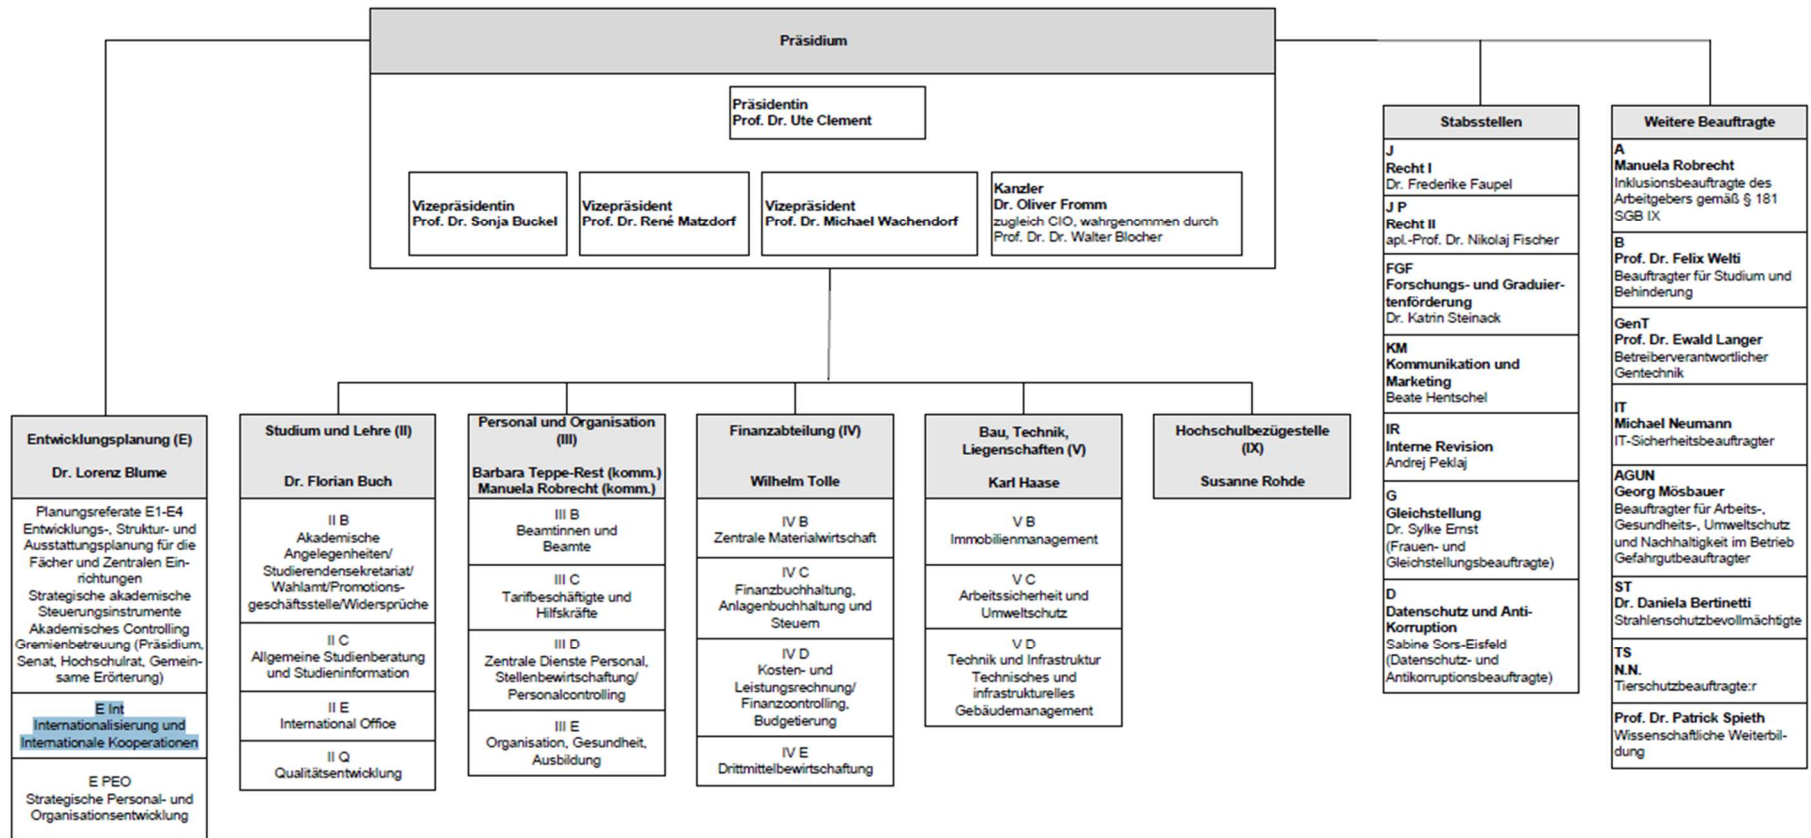 Präsidium
Präsidentin
Prof. Dr. Ute Clement
Vizepräsidentin
Prof. Dr. Sonja Buckel
Vizepräsident
Prof. Dr. René Matzdorf
Vizepräsident
Prof. Dr. Michael Wachendorf
Kanzler
Dr. Oliver Fromm
zugleich CIO, wahrgenommen durch
Prof. Dr. Dr. Walter Blocher
Entwicklungsplanung (E)
Dr. Lorenz Blume
Planungsreferate E1-E4
Entwicklungs-, Struktur- und
Ausstattungsplanung für die
Fächer und Zentralen Ein-
richtungen
Strategische akademische
Steuerungsinstrumente
Akademisches Controlling
Gremienbetreuung (Präsidium,
Senat, Hochschulrat, Gemein-
same Erörterung)
E Int
Internationalisierung und
Internationale Kooperationen
E PEO
Strategische Personal- und
Organisationsentwicklung
Studium und Lehre (II)
Dr. Florian Buch
II B
Akademische
Angelegenheiten/
Studierendensekretariat/
Wahlamt/Promotions-
geschäftsstelle/Widersprüche
II C
Allgemeine Studienberatung
und Studieninformation
II E
International Office
II Q
Qualitätsentwicklung
Personal und Organisation
(III)
Barbara Teppe-Rest (komm.)
Manuela Robrecht (komm.)
III B
Beamtinnen und
Beamte
III C
Tarifbeschäftigte und
Hilfskräfte
III D
Zentrale Dienste Personal,
Stellenbewirtschaftung/
Personalcontrolling
III E
Organisation, Gesundheit,
Ausbildung
Finanzabteilung (IV)
Wilhelm Tolle
IV B
Zentrale Materialwirtschaft
IV C
Finanzbuchhaltung,
Anlagenbuchhaltung und
Steuern
IV D
Kosten- und
Leistungsrechnung/
Finanzcontrolling,
Budgetierung
IV E
Drittmittelbewirtschaftung
Bau, Technik,
Liegenschaften (V)
Karl Haase
V B
Immobilienmanagement
V C
Arbeitssicherheit und
Umweltschutz
V D
Technik und Infrastruktur
Technisches und
infrastrukturelles
Gebäudemanagement
Hochschulbezügestelle
(IX)
Susanne Rohde
Stabsstellen
J
Recht I
Dr. Frederike Faupel
J P
Recht II
apl.-Prof. Dr. Nikolaj Fischer
FGF
Forschungs- und Graduier-
tenförderung
Dr. Katrin Steinack
KM
Kommunikation und
Marketing
Beate Hentschel
IR
Interne Revision
Andrej Peklaj
G
Gleichstellung
Dr. Sylke Ernst
(Frauen- und
Gleichstellungsbeauftragte)
D
Datenschutz und Anti-
Korruption
Sabine Sors-Eisfeld
(Datenschutz- und
Antikorruptionsbeauftragte)
Weitere Beauftragte
A
Manuela Robrecht
Inklusionsbeauftragte des
Arbeitgebers gemäß § 181
SGB IX
B
Prof. Dr. Felix Welti
Beauftragter für Studium und
Behinderung
GenT
Prof. Dr. Ewald Langer
Betreiberverantwortlicher
Gentechnik
IT
Michael Neumann
IT-Sicherheitsbeauftragter
AGUN
Georg Mösbauer
Beauftragter für Arbeits-,
Gesundheits-, Umweltschutz
und Nachhaltigkeit im Betrieb
Gefahrgutbeauftragter
ST
Dr. Daniela Bertinetti
Strahlenschutzbevollmächtigte
TS
N.N.
Tierschutzbeauftragte:r
Prof. Dr. Patrick Spieth
Wissenschaftliche Weiterbil-
dung